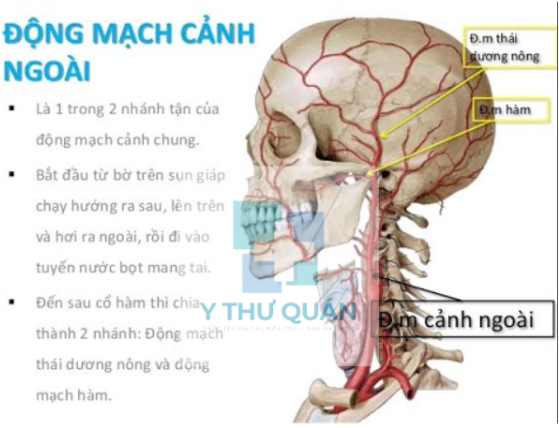 ĐỘNG MẠCH CẢNH
NGOÀI
▪ Là 1 trong 2 nhánh tận của
động mạch cảnh chung.
▪ Bắt đầu từ bờ trên sụn giáp
chạy hướng ra sau, lên trên
và hơi ra ngoài, rồi đi vào
tuyến nước bọt mang tai.
▪ Đến sau cổ hàm thì chia
thành 2 nhánh: Động mạch
thái dương nông và động
mạch hàm.
Đ.m thái
dương nông
Đ.m hàm
Đ.m cảnh ngoài
Y THƯ QUÁN